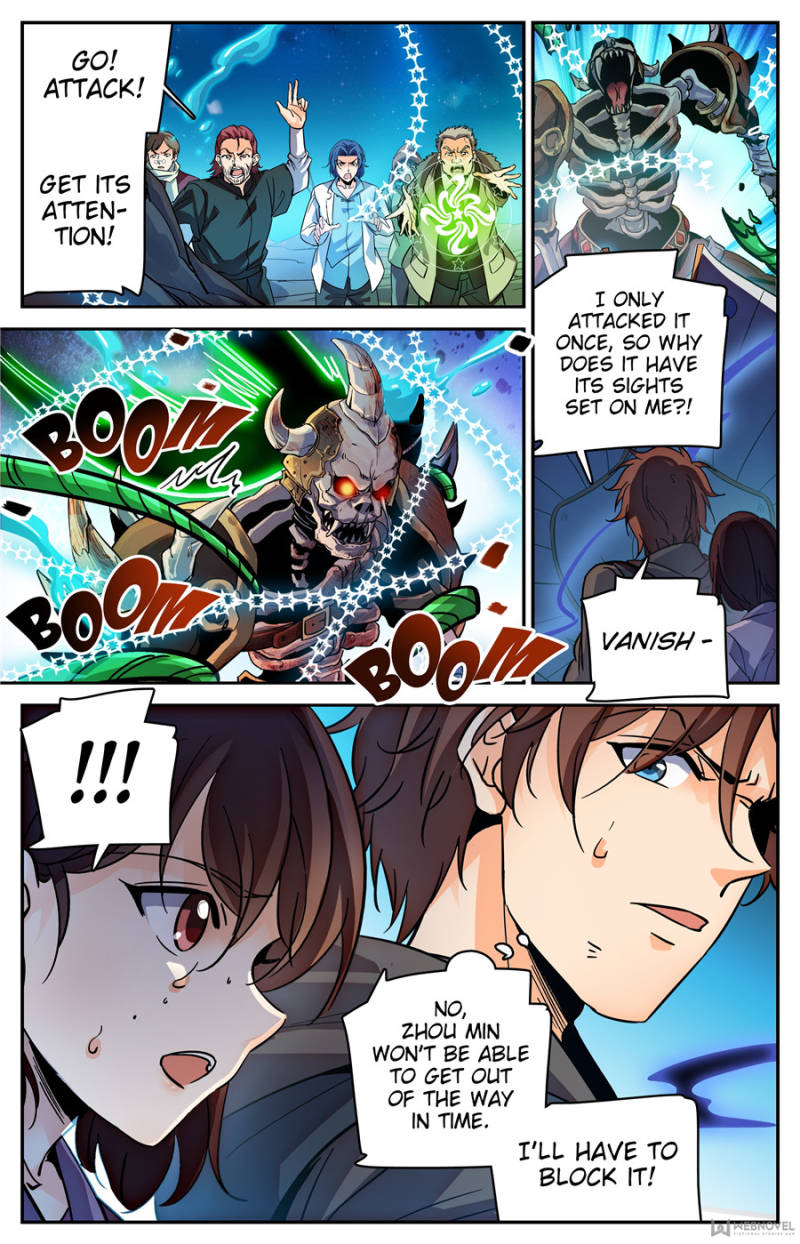 GO!
ATTACK!
GET ITS
ATTEN-
TION!
I ONLY
ATTACKED IT
ONCE, SO WHY
DOES IT HAVE
ITS SIGHTS
SET ON ME?!
VANISH -
BOOM
BOOM
BOOM
!!!
NO,
ZHOU MIN
WON'T BE ABLE
TO GET OUT
OF THE WAY
IN TIME.
I'LL HAVE TO
BLOCK IT!
WEBNOVEL